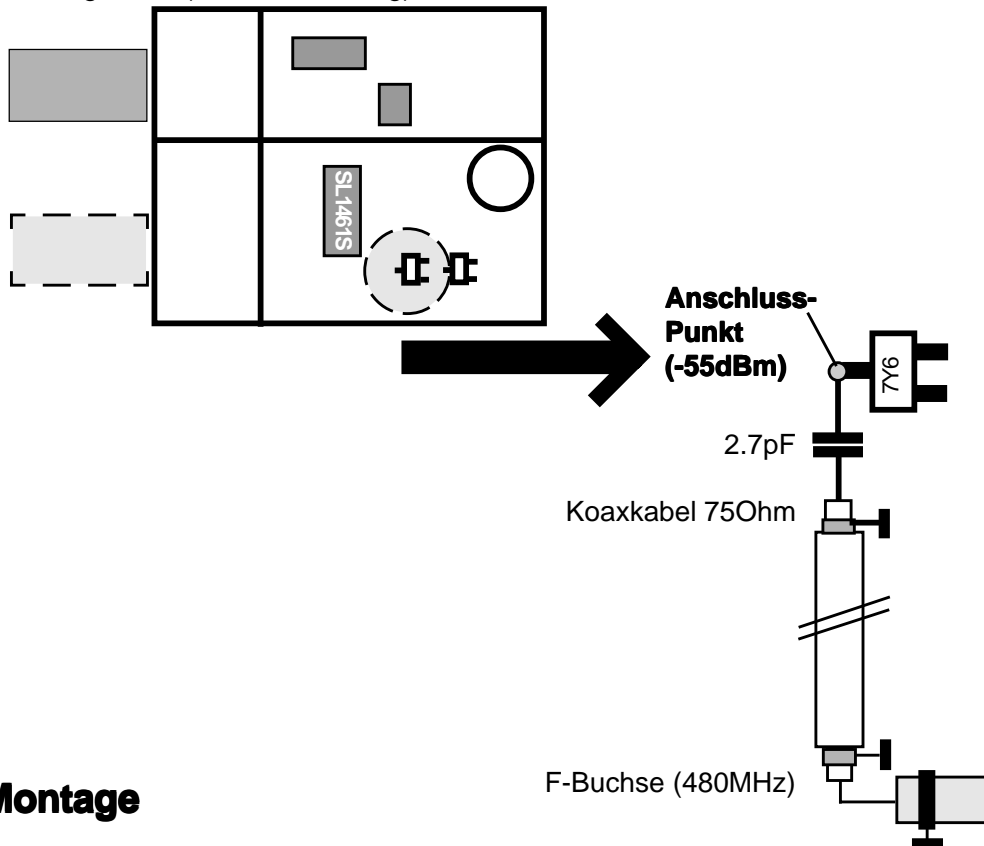 SL1461S
Anschluss-
Punkt
(-55dBm)
7Y6
2.7pF
Koaxkabel 75Ohm
F-Buchse (480MHz)
Montage